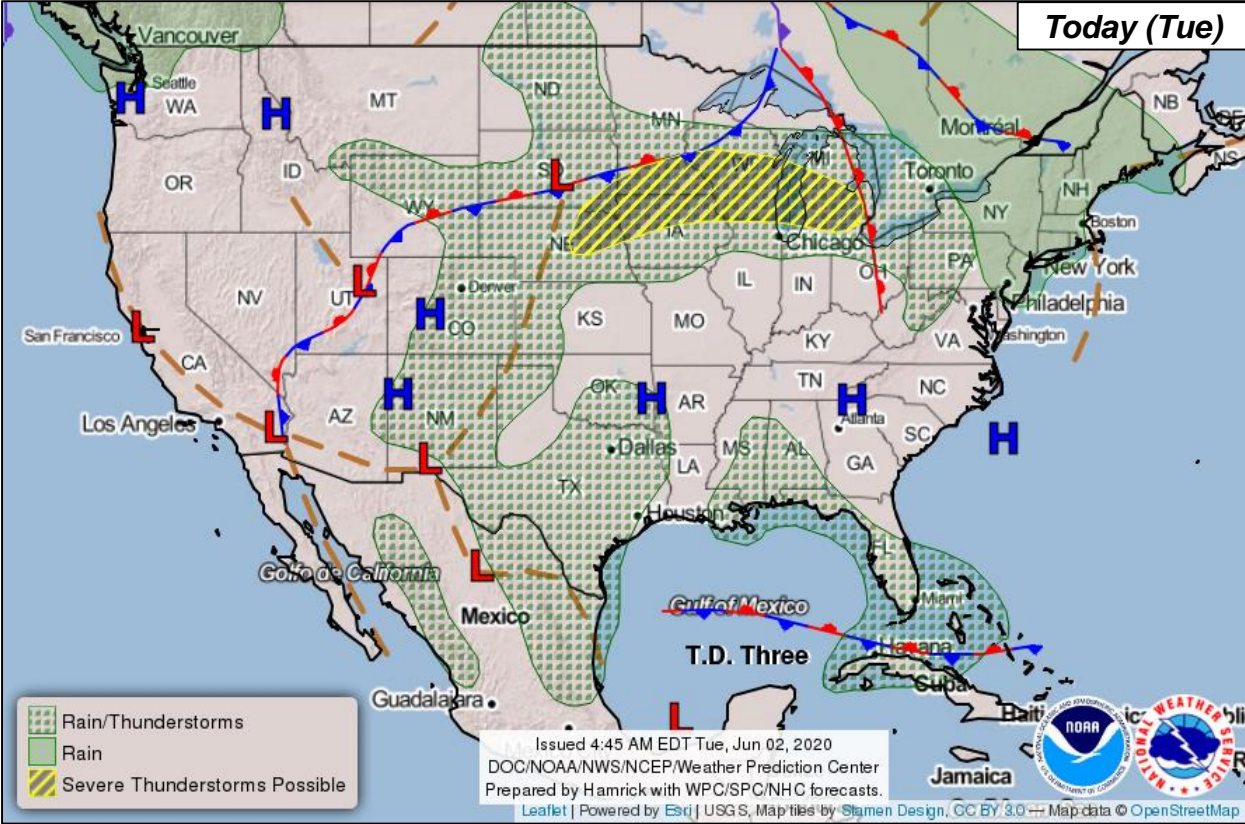 Today (Tue)
Vancouver
Seattle
H
WA
H
MT
ND
MN
Montréal
NB
NS
OR
ID
WY
L
WI
MI
Toronto
NH
NY
Boston
NE
IA
Chicago
PA
New York
NV
UT
L
Denver
IL
IN
OH
Philadelphia
San Francisco
L
H
CO
KS
MO
KY
VA
Washington
CA
AZ
H
NM
OK
H
AR
TN
H
NC
Los Angeles
L
L
Dallas
MS
AL
Atlanta
GA
SC
H
LA
TX
Houston
FL
Golfo de California
L
Mexico
Gulf of Mexico
Miami
T.D. Three
Havana
Cuba
Guadalajara
L
Haiti
Jamaica
Rain/Thunderstorms
Rain
Severe Thunderstorms Possible
Issued 4:45 AM EDT Tue, Jun 02, 2020
DOC/NOAA/NWS/NCEP/Weather Prediction Center
Prepared by Hamrick with WPC/SPC/NHC forecasts.
Leaflet | Powered by Esri | USGS, Map tiles by Stamen Design, CC BY 3.0 — Map data © OpenStreetMap
NOAA
NATIONAL WEATHER SERVICE